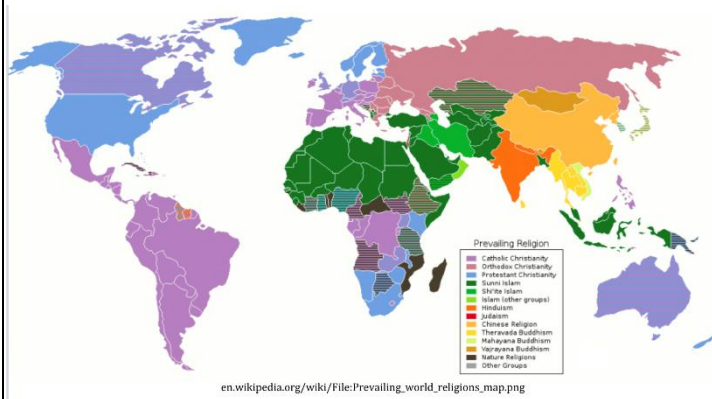 Prevailing Religion
Catholic Christianity
Orthodox Christianity
Protestant Christianity
Sunni Islam
Shi'ite Islam
Islam (other groups)
Hinduism
Judaism
Chinese Religion
Theravada Buddhism
Mahayana Buddhism
Vajrayana Buddhism
Nature Religions
Other Groups
en.wikipedia.org/wiki/File:Prevailing_world_religions_map.png